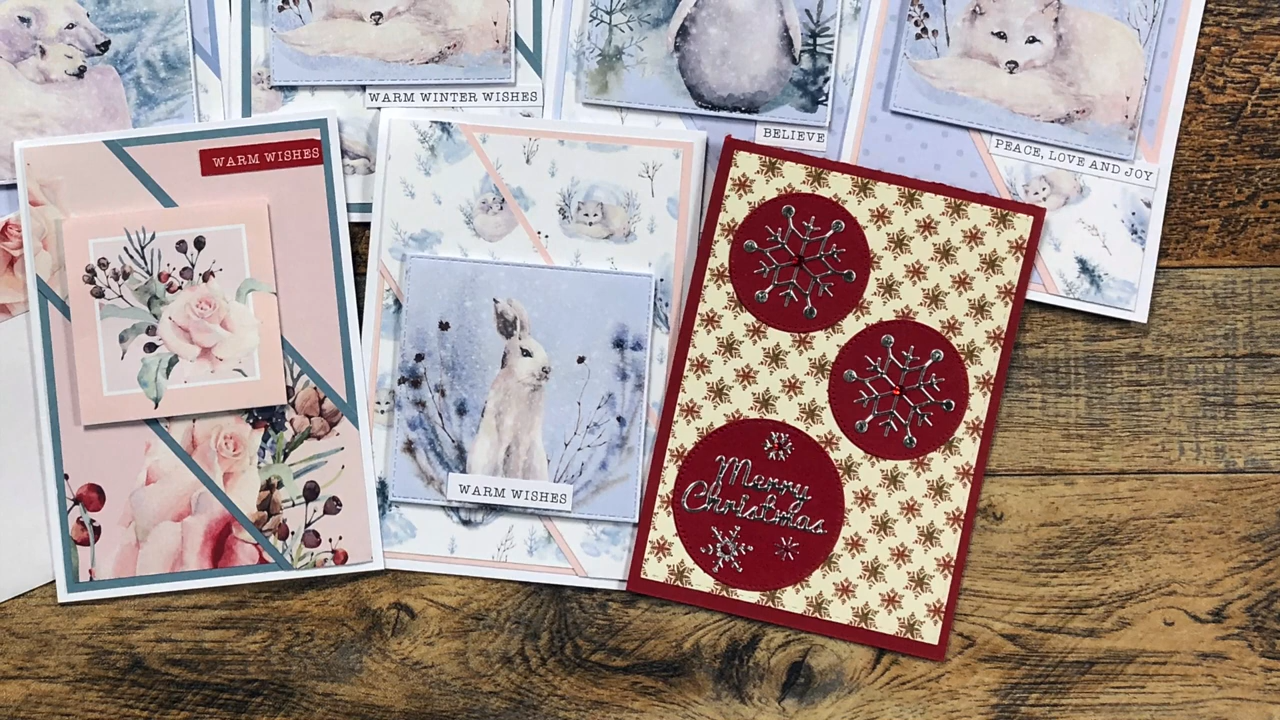 WARM WINTER WISHES
BELIEVE
PEACE, LOVE AND JOY
WARM WISHES
WARM WISHES
Merry
Christmas